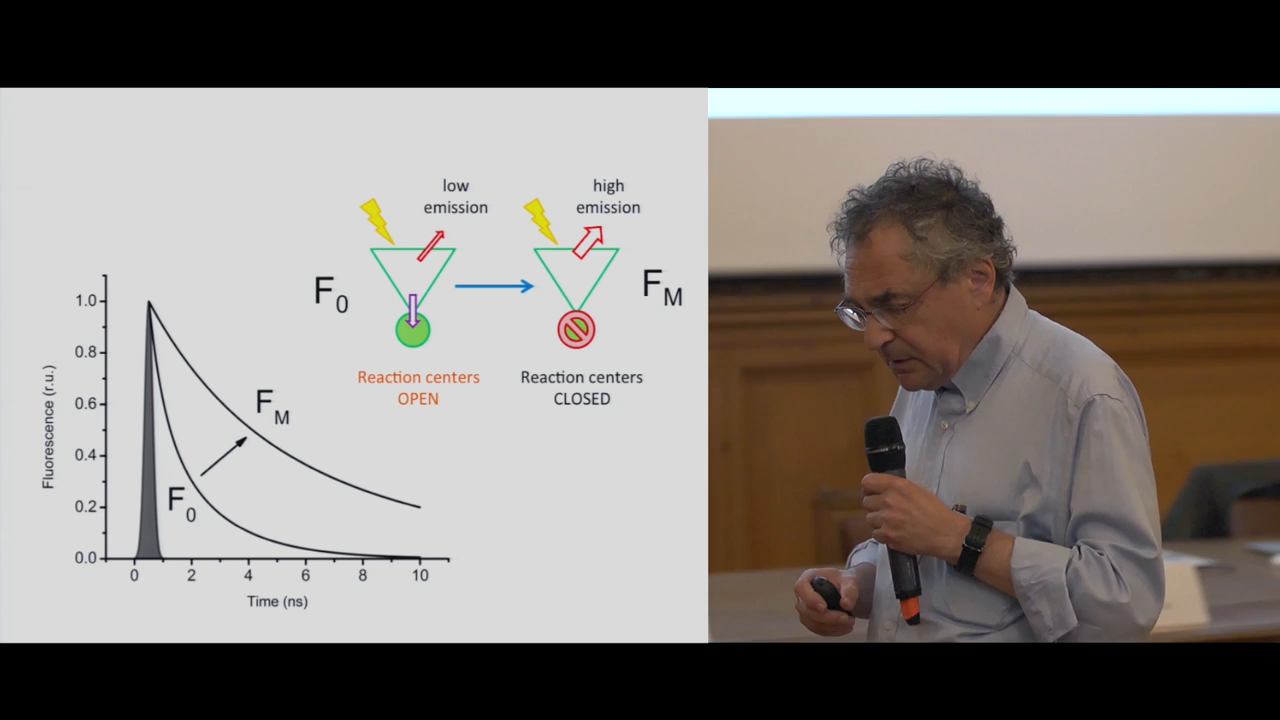 low
emission
high
emission
F0
FM
Reaction centers
OPEN
Reaction centers
CLOSED
Fluorescence (r.u.)
1.0
0.8
0.6
0.4
0.2
0.0
FM
F0
0 2 4 6 8 10
Time (ns)